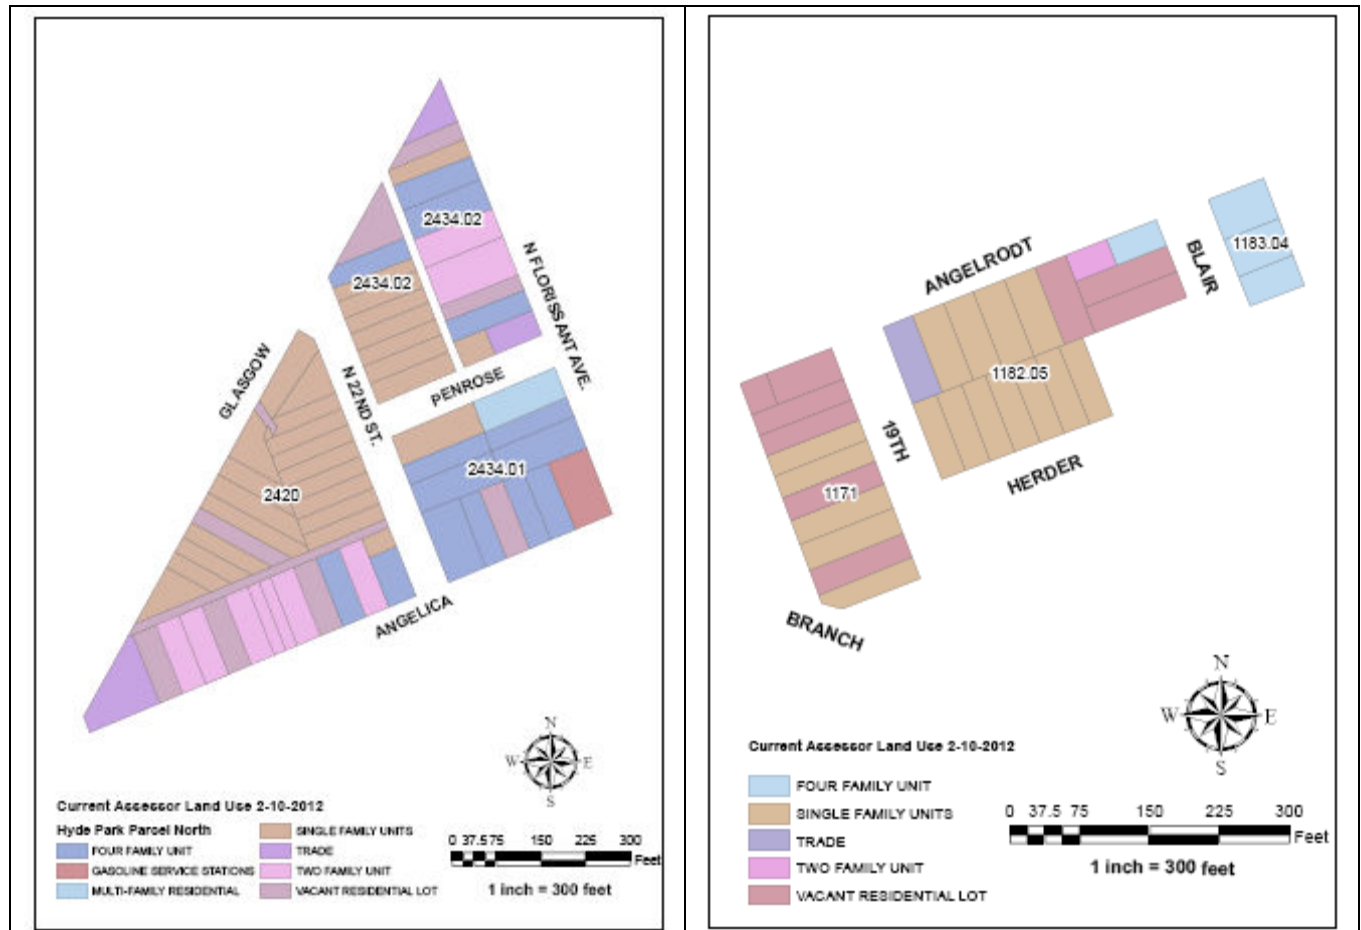 2434.02
2434.02
N FLORISSANT AVE.
GLASGOW
N 22ND ST.
PENROSE
2434.01
2420
ANGELICA
N
W
E
S
Current Assessor Land Use 2-10-2012
Hyde Park Parcel North
FOUR FAMILY UNIT
GASOLINE SERVICE STATIONS
MULTI-FAMILY RESIDENTIAL
SINGLE FAMILY UNITS
TRADE
TWO FAMILY UNIT
VACANT RESIDENTIAL LOT
0 37.5 75 150 225 300
Feet
1 inch = 300 feet
ANGELRODT
BLAIR
1183.04
1182.05
19TH
HERDER
1171
BRANCH
N
W
E
S
Current Assessor Land Use 2-10-2012
FOUR FAMILY UNIT
SINGLE FAMILY UNITS
TRADE
TWO FAMILY UNIT
VACANT RESIDENTIAL LOT
0 37.5 75 150 225 300
Feet
1 inch = 300 feet